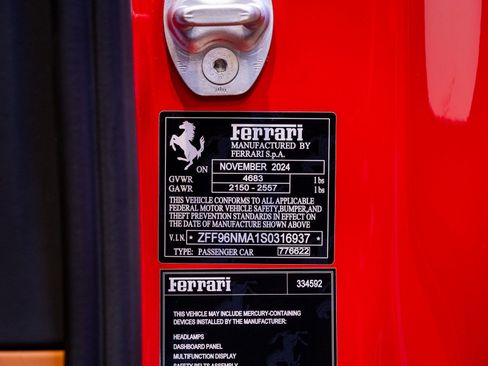 Ferrari
MANUFACTURED BY
FERRARI S.p.A.
ON NOVEMBER 2024
GVWR 4683 lbs
GAWR 2150 - 2557 lbs
THIS VEHICLE CONFORMS TO ALL APPLICABLE
FEDERAL MOTOR VEHICLE SAFETY,BUMPER,AND
THEFT PREVENTION STANDARDS IN EFFECT ON
THE DATE OF MANUFACTURE SHOWN ABOVE
V.I.N. * ZFF96NMA1S0316937 *
TYPE: PASSENGER CAR 776622
Ferrari 334592
THIS VEHICLE MAY INCLUDE MERCURY-CONTAINING
DEVICES INSTALLED BY THE MANUFACTURER:
HEADLAMPS
DASHBOARD PANEL
MULTIFUNCTION DISPLAY
SAFETY BELTS ASSEMBLY